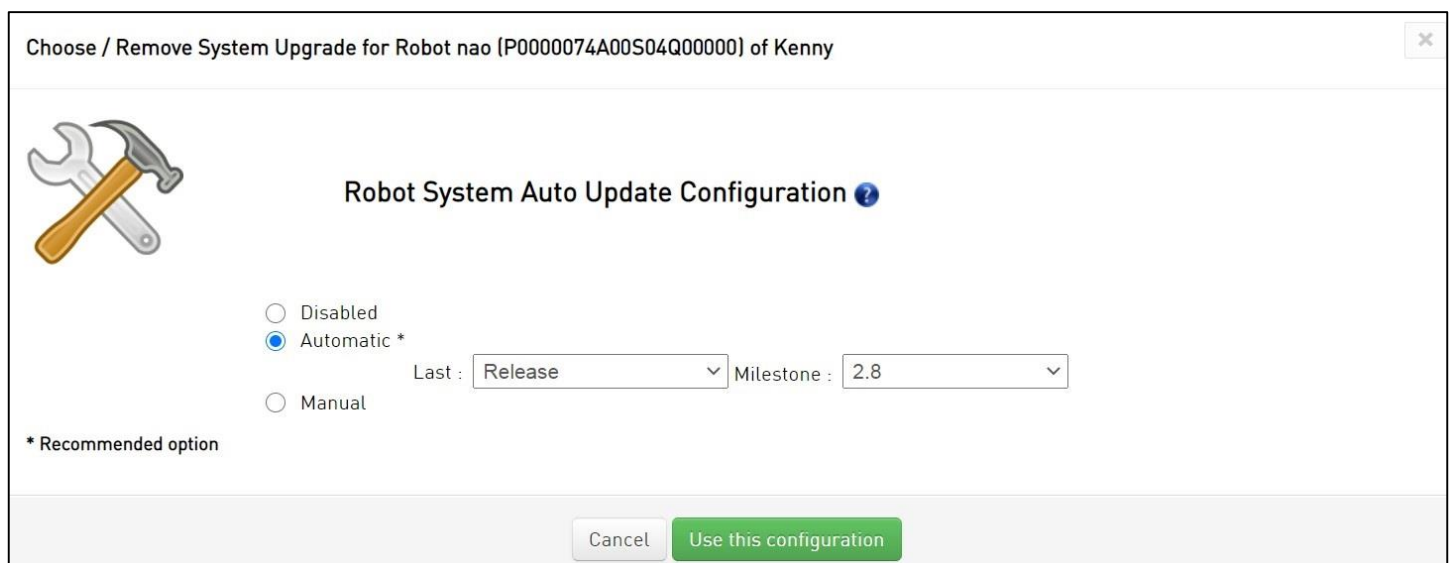 Choose / Remove System Upgrade for Robot nao (P0000074A00S04Q00000) of Kenny
×
Robot System Auto Update Configuration ?
Disabled
Automatic *
Last : Release Milestone : 2.8
Manual
* Recommended option
Cancel Use this configuration